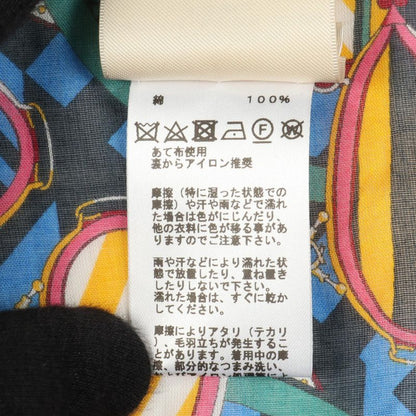 綿 100%
F W
あて布使用
裏からアイロン推奨
摩擦（特に湿った状態での
摩擦）や汗や雨などで濡れ
た場合は色がにじんだり、
他の衣料に色が移る事があ
りますのでご注意下さい。
雨や汗などにより濡れた状
態で放置したり、重ね置き
したりしないで下さい。
濡れた場合は、すぐに乾か
してください。
摩擦によりアタリ（テカリ
）、毛羽立ちが発生するこ
とがあります。着用中の摩
擦、部分的なつまみ洗い、